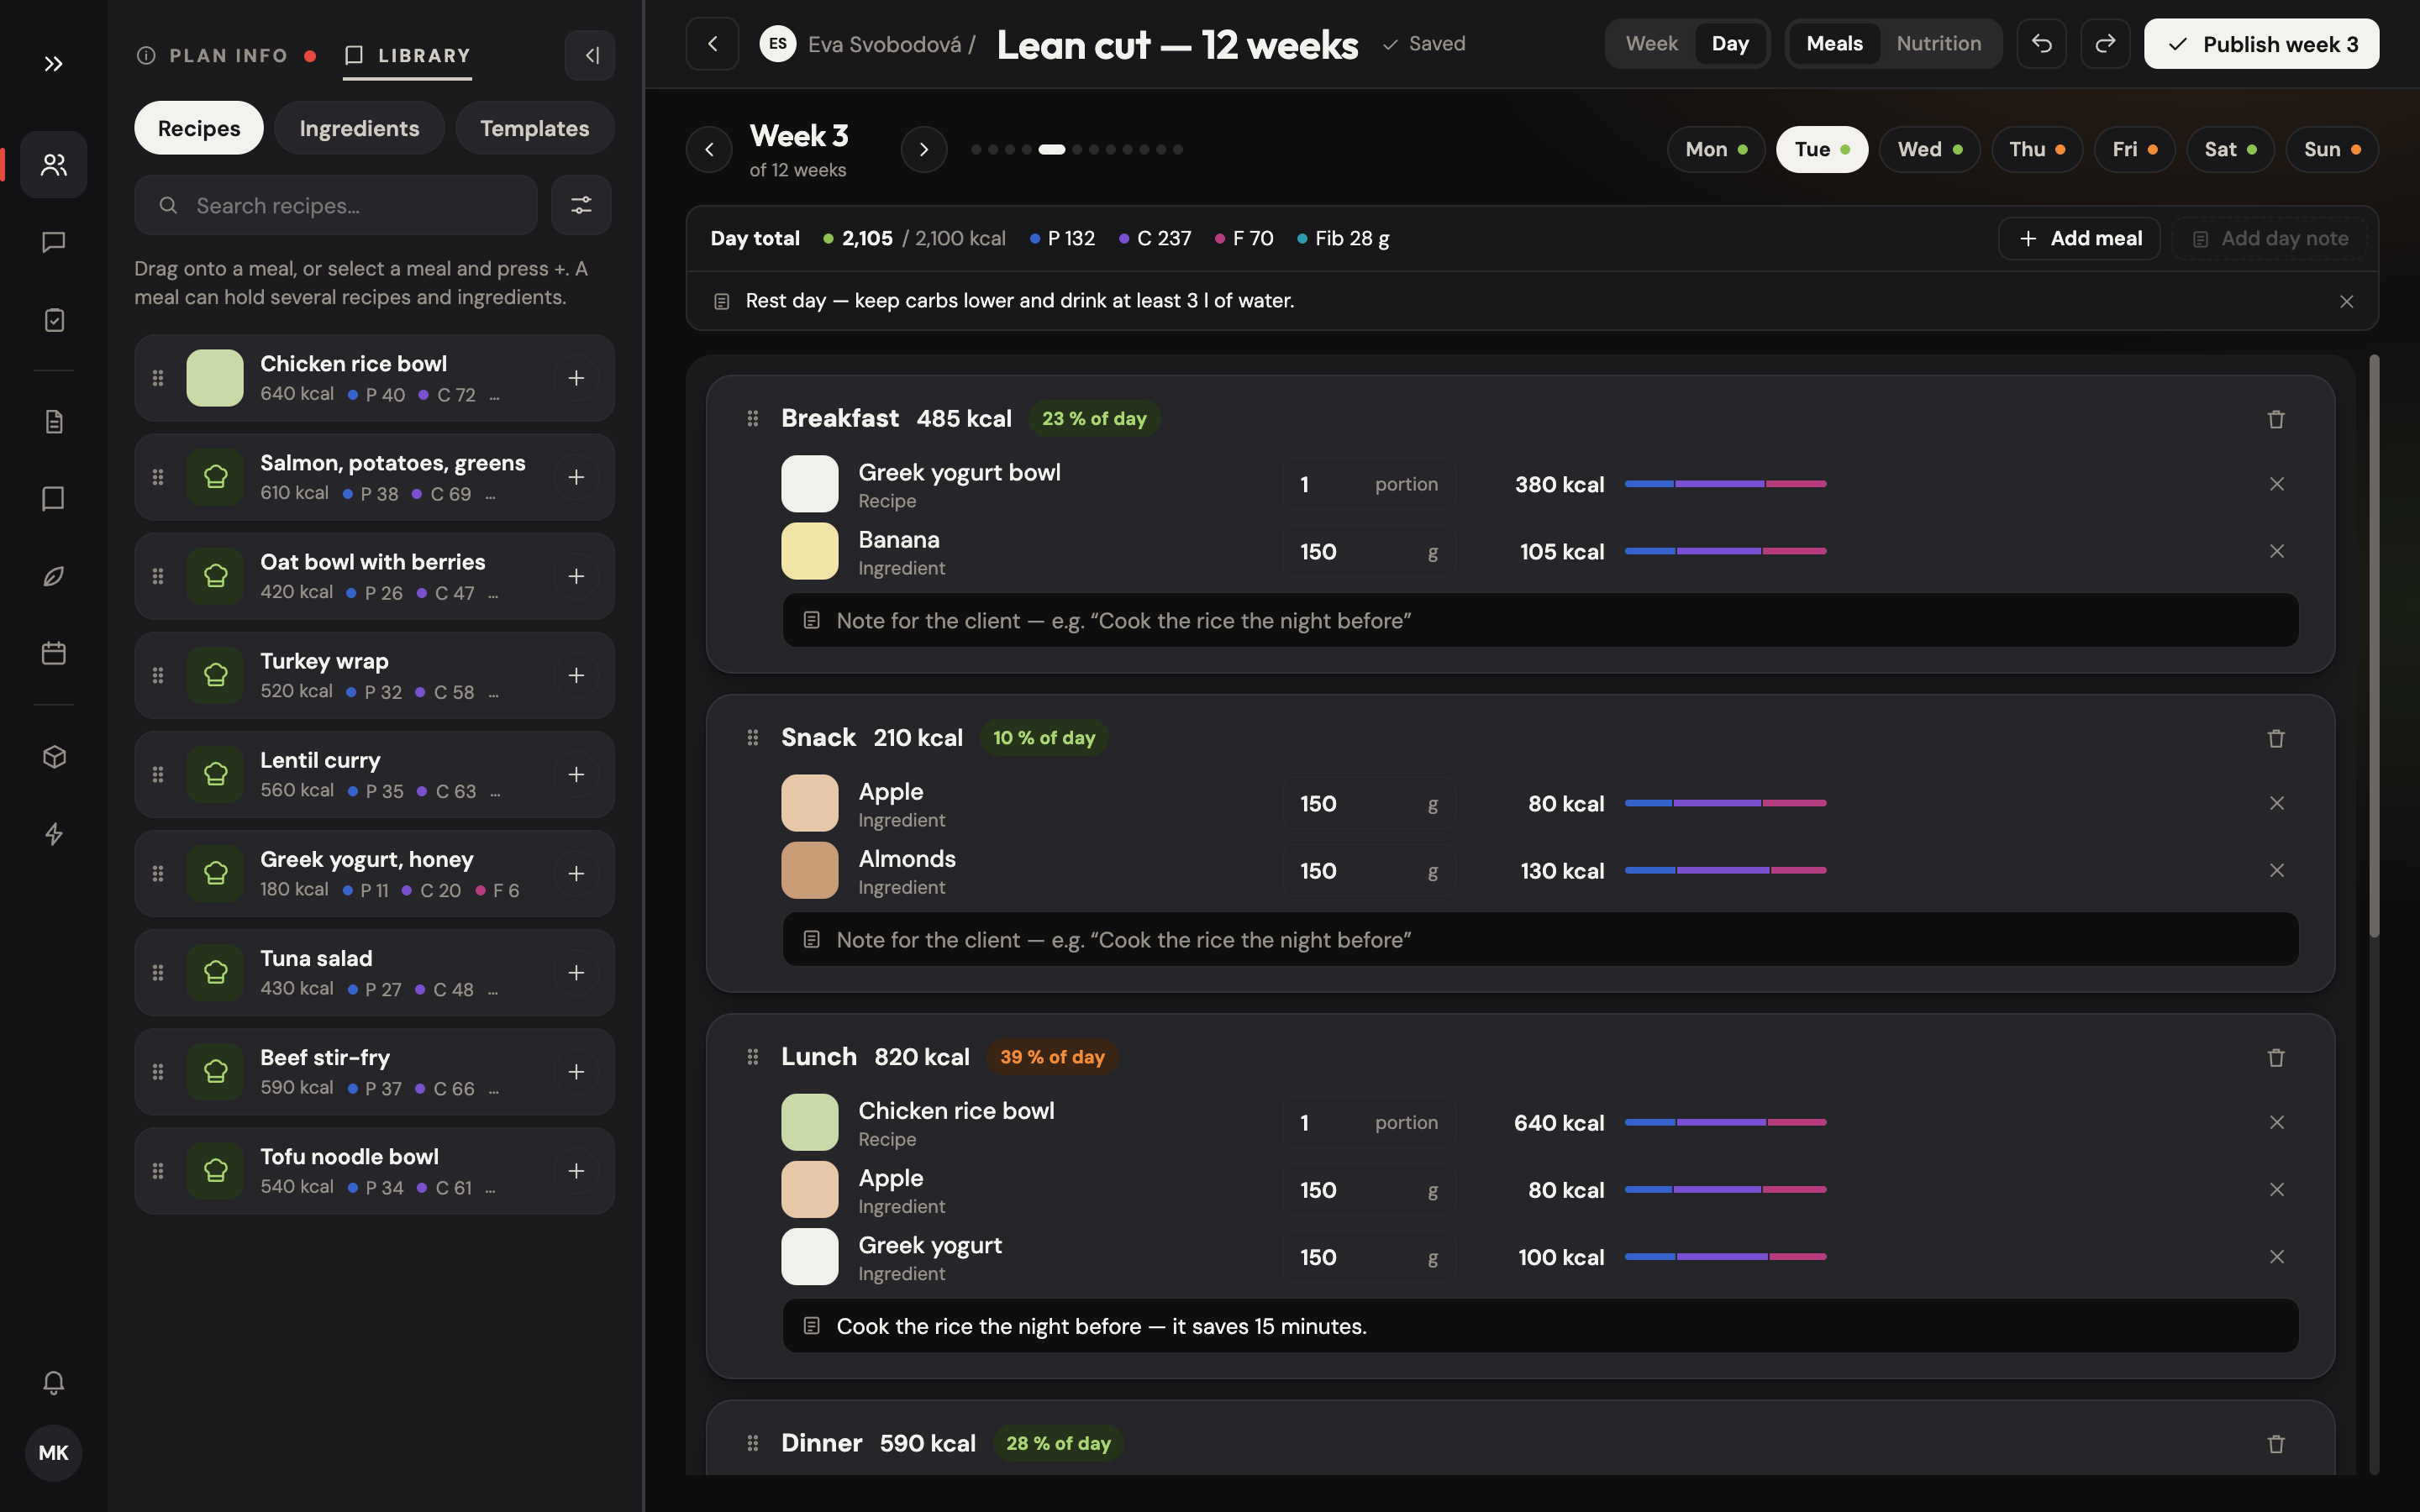 PLAN INFO
LIBRARY
Recipes
Ingredients
Templates
Search recipes...
Drag onto a meal, or select a meal and press +. A
meal can hold several recipes and ingredients.
Chicken rice bowl
640 kcal P 40 C 72 ...
Salmon, potatoes, greens
610 kcal P 38 C 69 ...
Oat bowl with berries
420 kcal P 26 C 47 ...
Turkey wrap
520 kcal P 32 C 58 ...
Lentil curry
560 kcal P 35 C 63 ...
Greek yogurt, honey
180 kcal P 11 C 20 F 6
Tuna salad
430 kcal P 27 C 48 ...
Beef stir-fry
590 kcal P 37 C 66 ...
Tofu noodle bowl
540 kcal P 34 C 61 ...
MK
ES Eva Svobodová / Lean cut — 12 weeks Saved
Week Day Meals Nutrition Publish week 3
Week 3
of 12 weeks
Mon Tue Wed Thu Fri Sat Sun
Day total 2,105 / 2,100 kcal P 132 C 237 F 70 Fib 28 g
Add meal Add day note
Rest day — keep carbs lower and drink at least 3 l of water.
Breakfast 485 kcal 23 % of day
Greek yogurt bowl
Recipe
1 portion 380 kcal
Banana
Ingredient
150 g 105 kcal
Note for the client — e.g. “Cook the rice the night before”
Snack 210 kcal 10 % of day
Apple
Ingredient
150 g 80 kcal
Almonds
Ingredient
150 g 130 kcal
Note for the client — e.g. “Cook the rice the night before”
Lunch 820 kcal 39 % of day
Chicken rice bowl
Recipe
1 portion 640 kcal
Apple
Ingredient
150 g 80 kcal
Greek yogurt
Ingredient
150 g 100 kcal
Cook the rice the night before — it saves 15 minutes.
Dinner 590 kcal 28 % of day